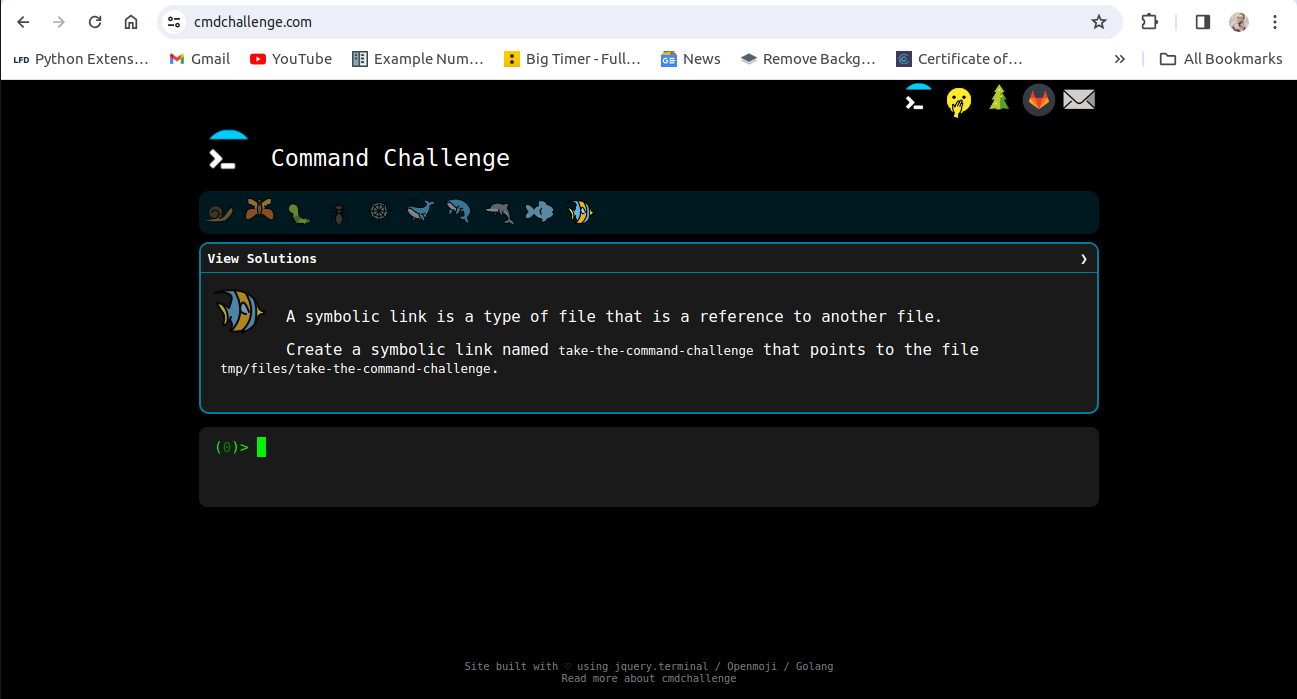 cmdchallenge.com
LFD Python Extens... Gmail YouTube Example Num... Big Timer - Full... News Remove Backg... Certificate of... » All Bookmarks
Command Challenge
View Solutions
A symbolic link is a type of file that is a reference to another file.
Create a symbolic link named take-the-command-challenge that points to the file
tmp/files/take-the-command-challenge.
(0)>
Site built with ♡ using jquery.terminal / Openmoji / Golang
Read more about cmdchallenge